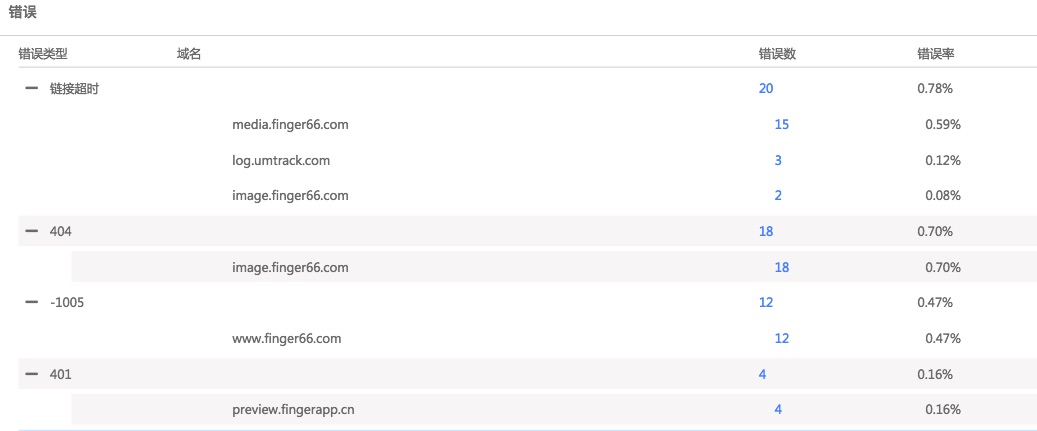 错误
错误类型 域名 错误数 错误率
链接超时 20 0.78%
media.finger66.com 15 0.59%
log.umtrack.com 3 0.12%
image.finger66.com 2 0.08%
404 18 0.70%
image.finger66.com 18 0.70%
-1005 12 0.47%
www.finger66.com 12 0.47%
401 4 0.16%
preview.fingerapp.cn 4 0.16%